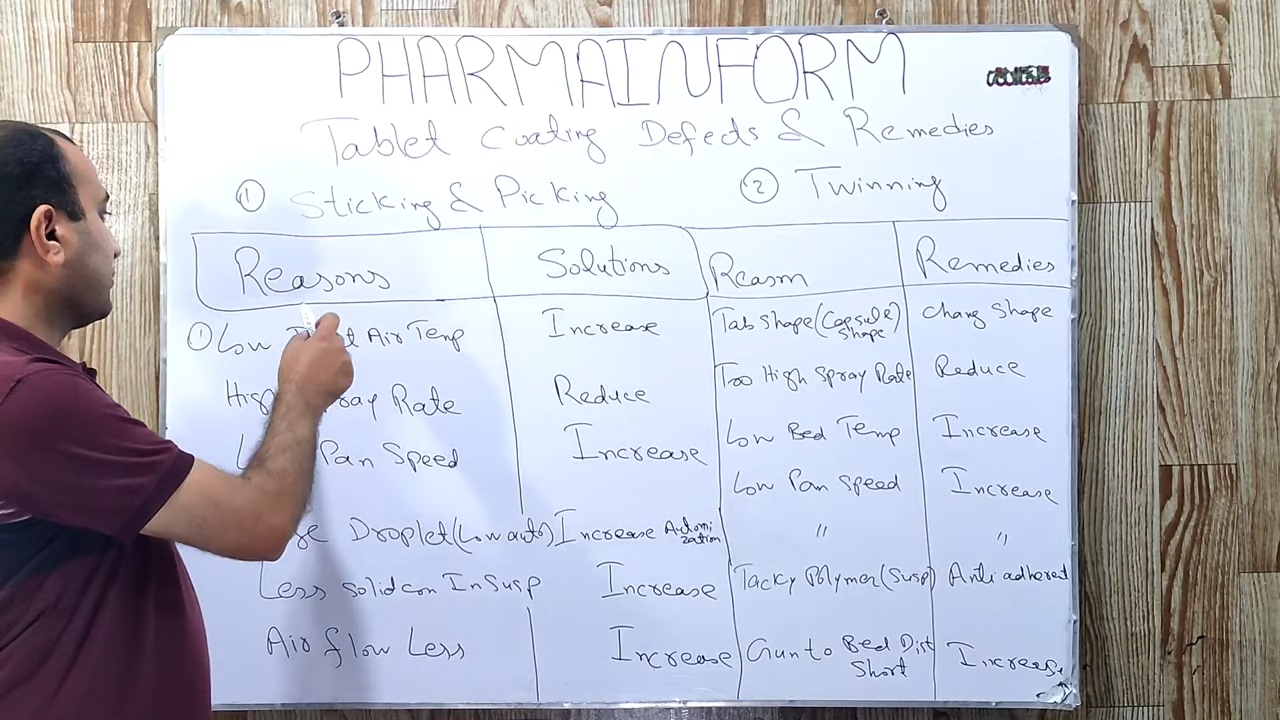 PHARMAINFORM
Tablet Coating Defects & Remedies
① Sticking & Picking
② Twinning
Reasons Solutions Reason Remedies
① Low Air Temp Increase Tab Shape (Capsule Shape) Chang Shape
Rate Reduce Too High Spray Rate Reduce
Pan Speed Increase Low Bed Temp Increase
Low Pan Speed Increase
Droplet (Low auto) Increase Automization " "
Less Solid con In Susp Increase Tacky Polymer (Susp) Anti adherent
Air flow Less Increase Gun to Bed Dist Short Increase